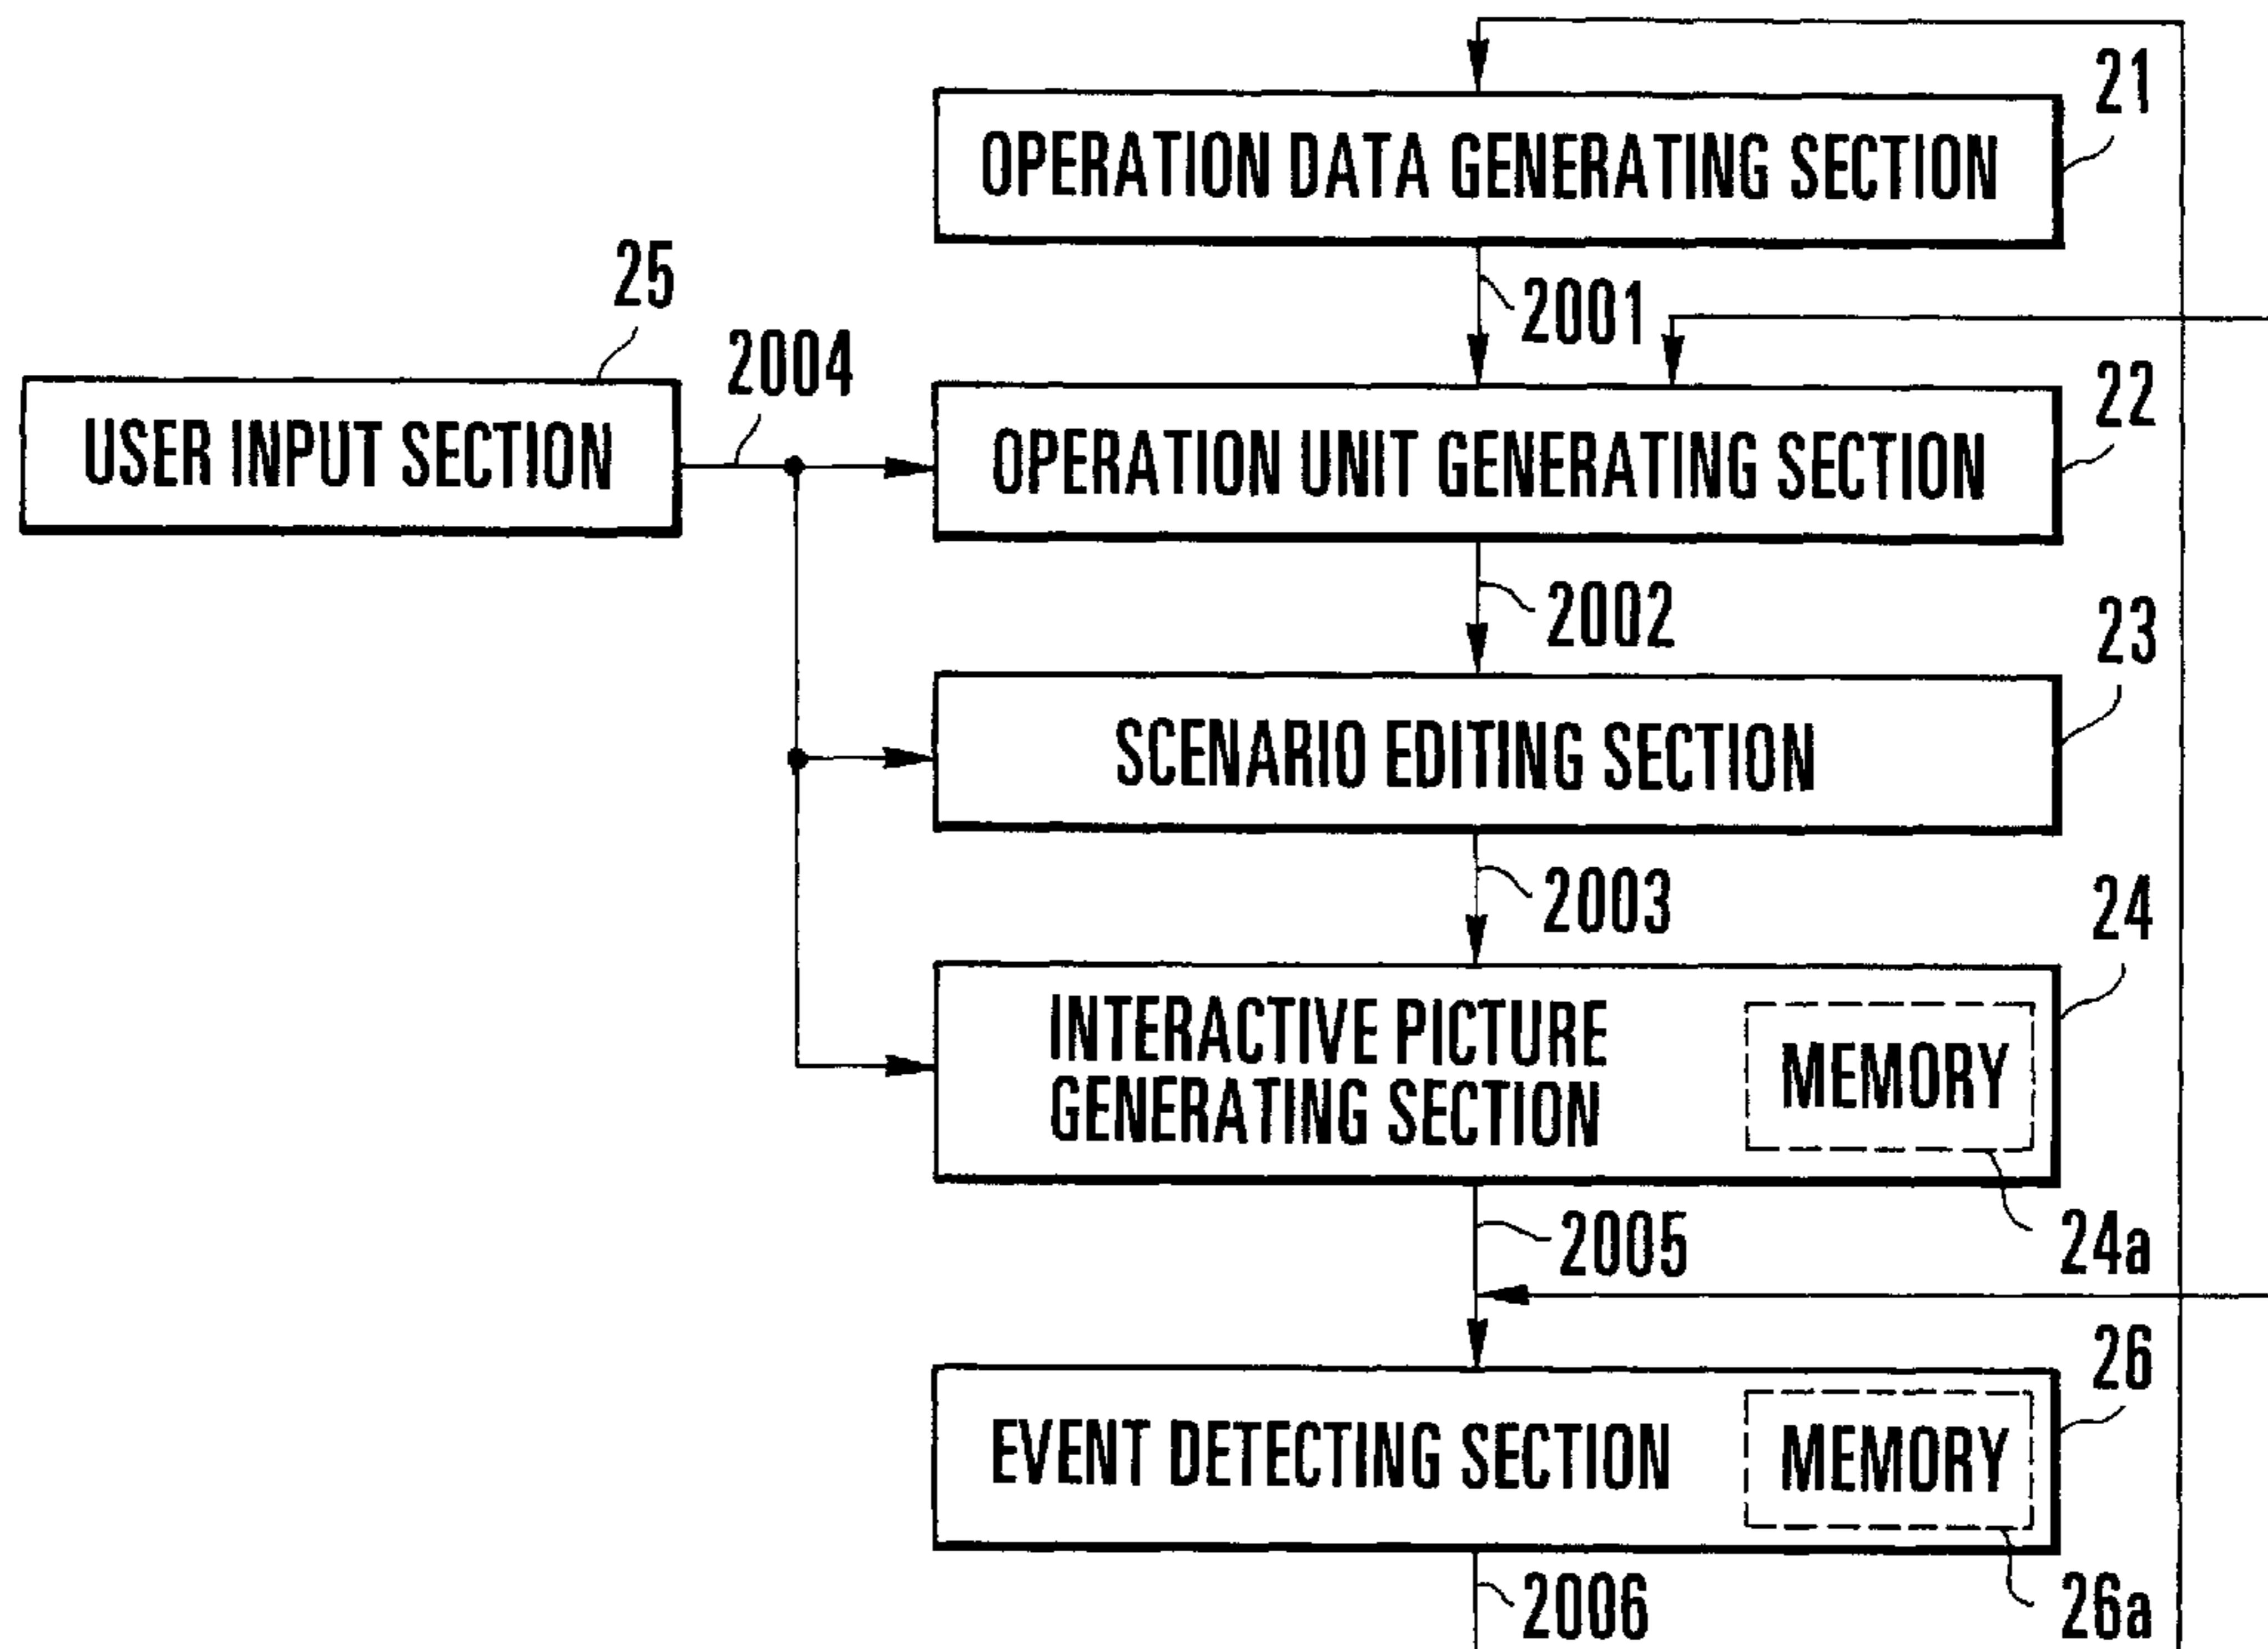 21
OPERATION DATA GENERATING SECTION
25
2001
2004
22
USER INPUT SECTION
OPERATION UNIT GENERATING SECTION
2002
23
SCENARIO EDITING SECTION
2003
24
INTERACTIVE PICTURE
GENERATING SECTION
MEMORY
2005
24a
26
EVENT DETECTING SECTION
MEMORY
2006
26a